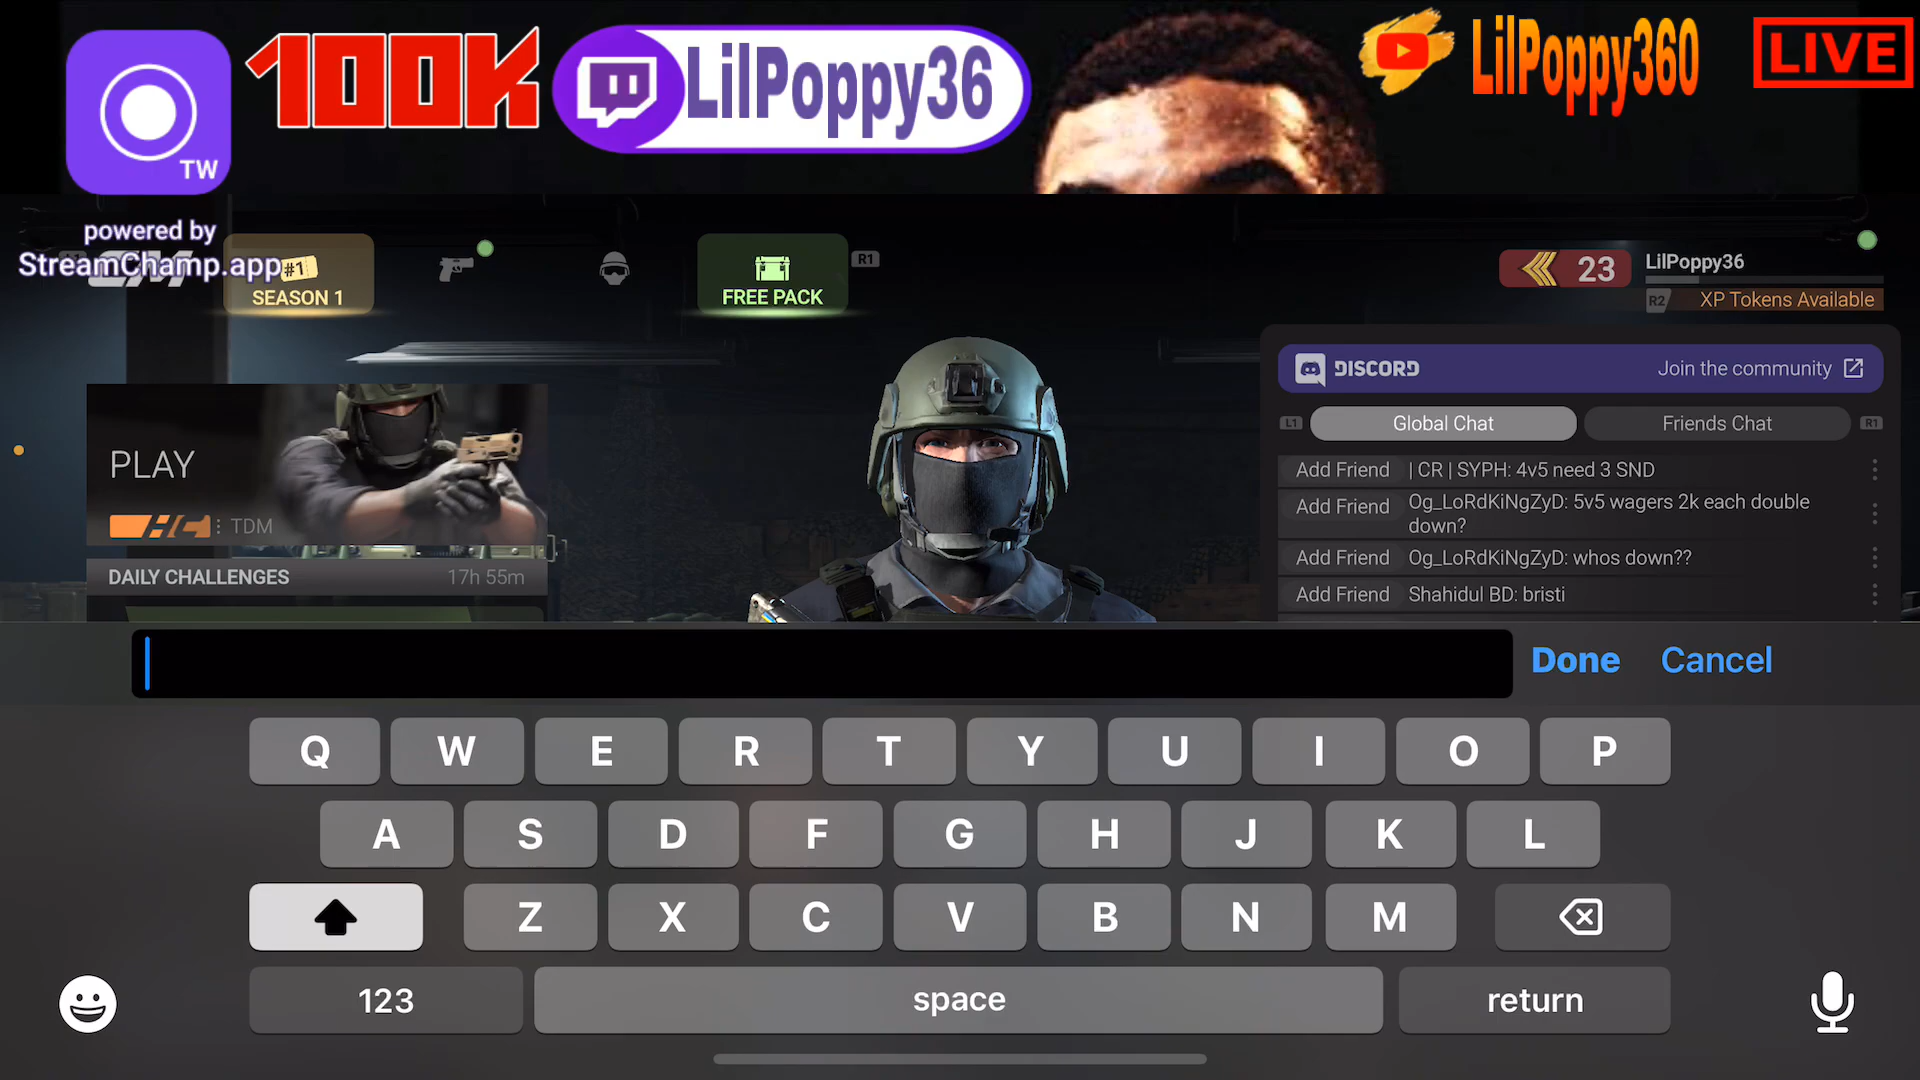 100K
LilPoppy36
LilPoppy360
LIVE
TW
powered by
StreamChamp.app
#1
SEASON 1
FREE PACK
R1
23
LilPoppy36
R2 XP Tokens Available
DISCORD
Join the community
L1 Global Chat Friends Chat R1
Add Friend | CR | SYPH: 4v5 need 3 SND
Add Friend Og_LoRdKiNgZyD: 5v5 wagers 2k each double
down?
Add Friend Og_LoRdKiNgZyD: whos down??
Add Friend Shahidul BD: bristi
PLAY
HC : TDM
DAILY CHALLENGES 17h 55m
Done Cancel
Q W E R T Y U I O P
A S D F G H J K L
Z X C V B N M
123 space return